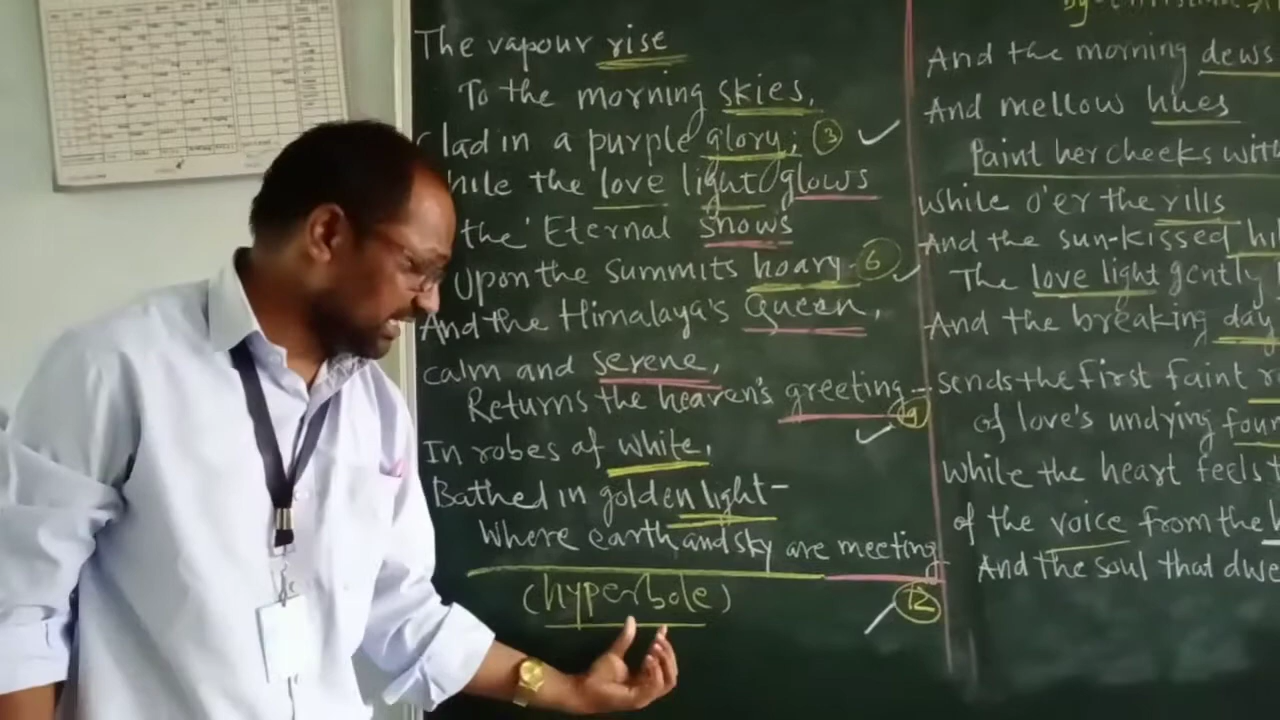 The vapour rise
To the morning skies,
clad in a purple glory; 3
hile the love light glows
the Eternal snows
Upon the summits hoary- 6
And the Himalaya's Queen,
calm and serene,
Returns the heaven's greeting-
In robes of white,
Bathed in golden light-
Where earth and sky are meeting
(hyperbole)
12
By-
And the morning dews
And mellow hues
Paint her cheeks with
while o'er the rills
And the sun-kissed hi
The love light gently
And the breaking day
sends the first faint r
of love's undying foun
while the heart feels t
of the voice from the
And the soul that dwe